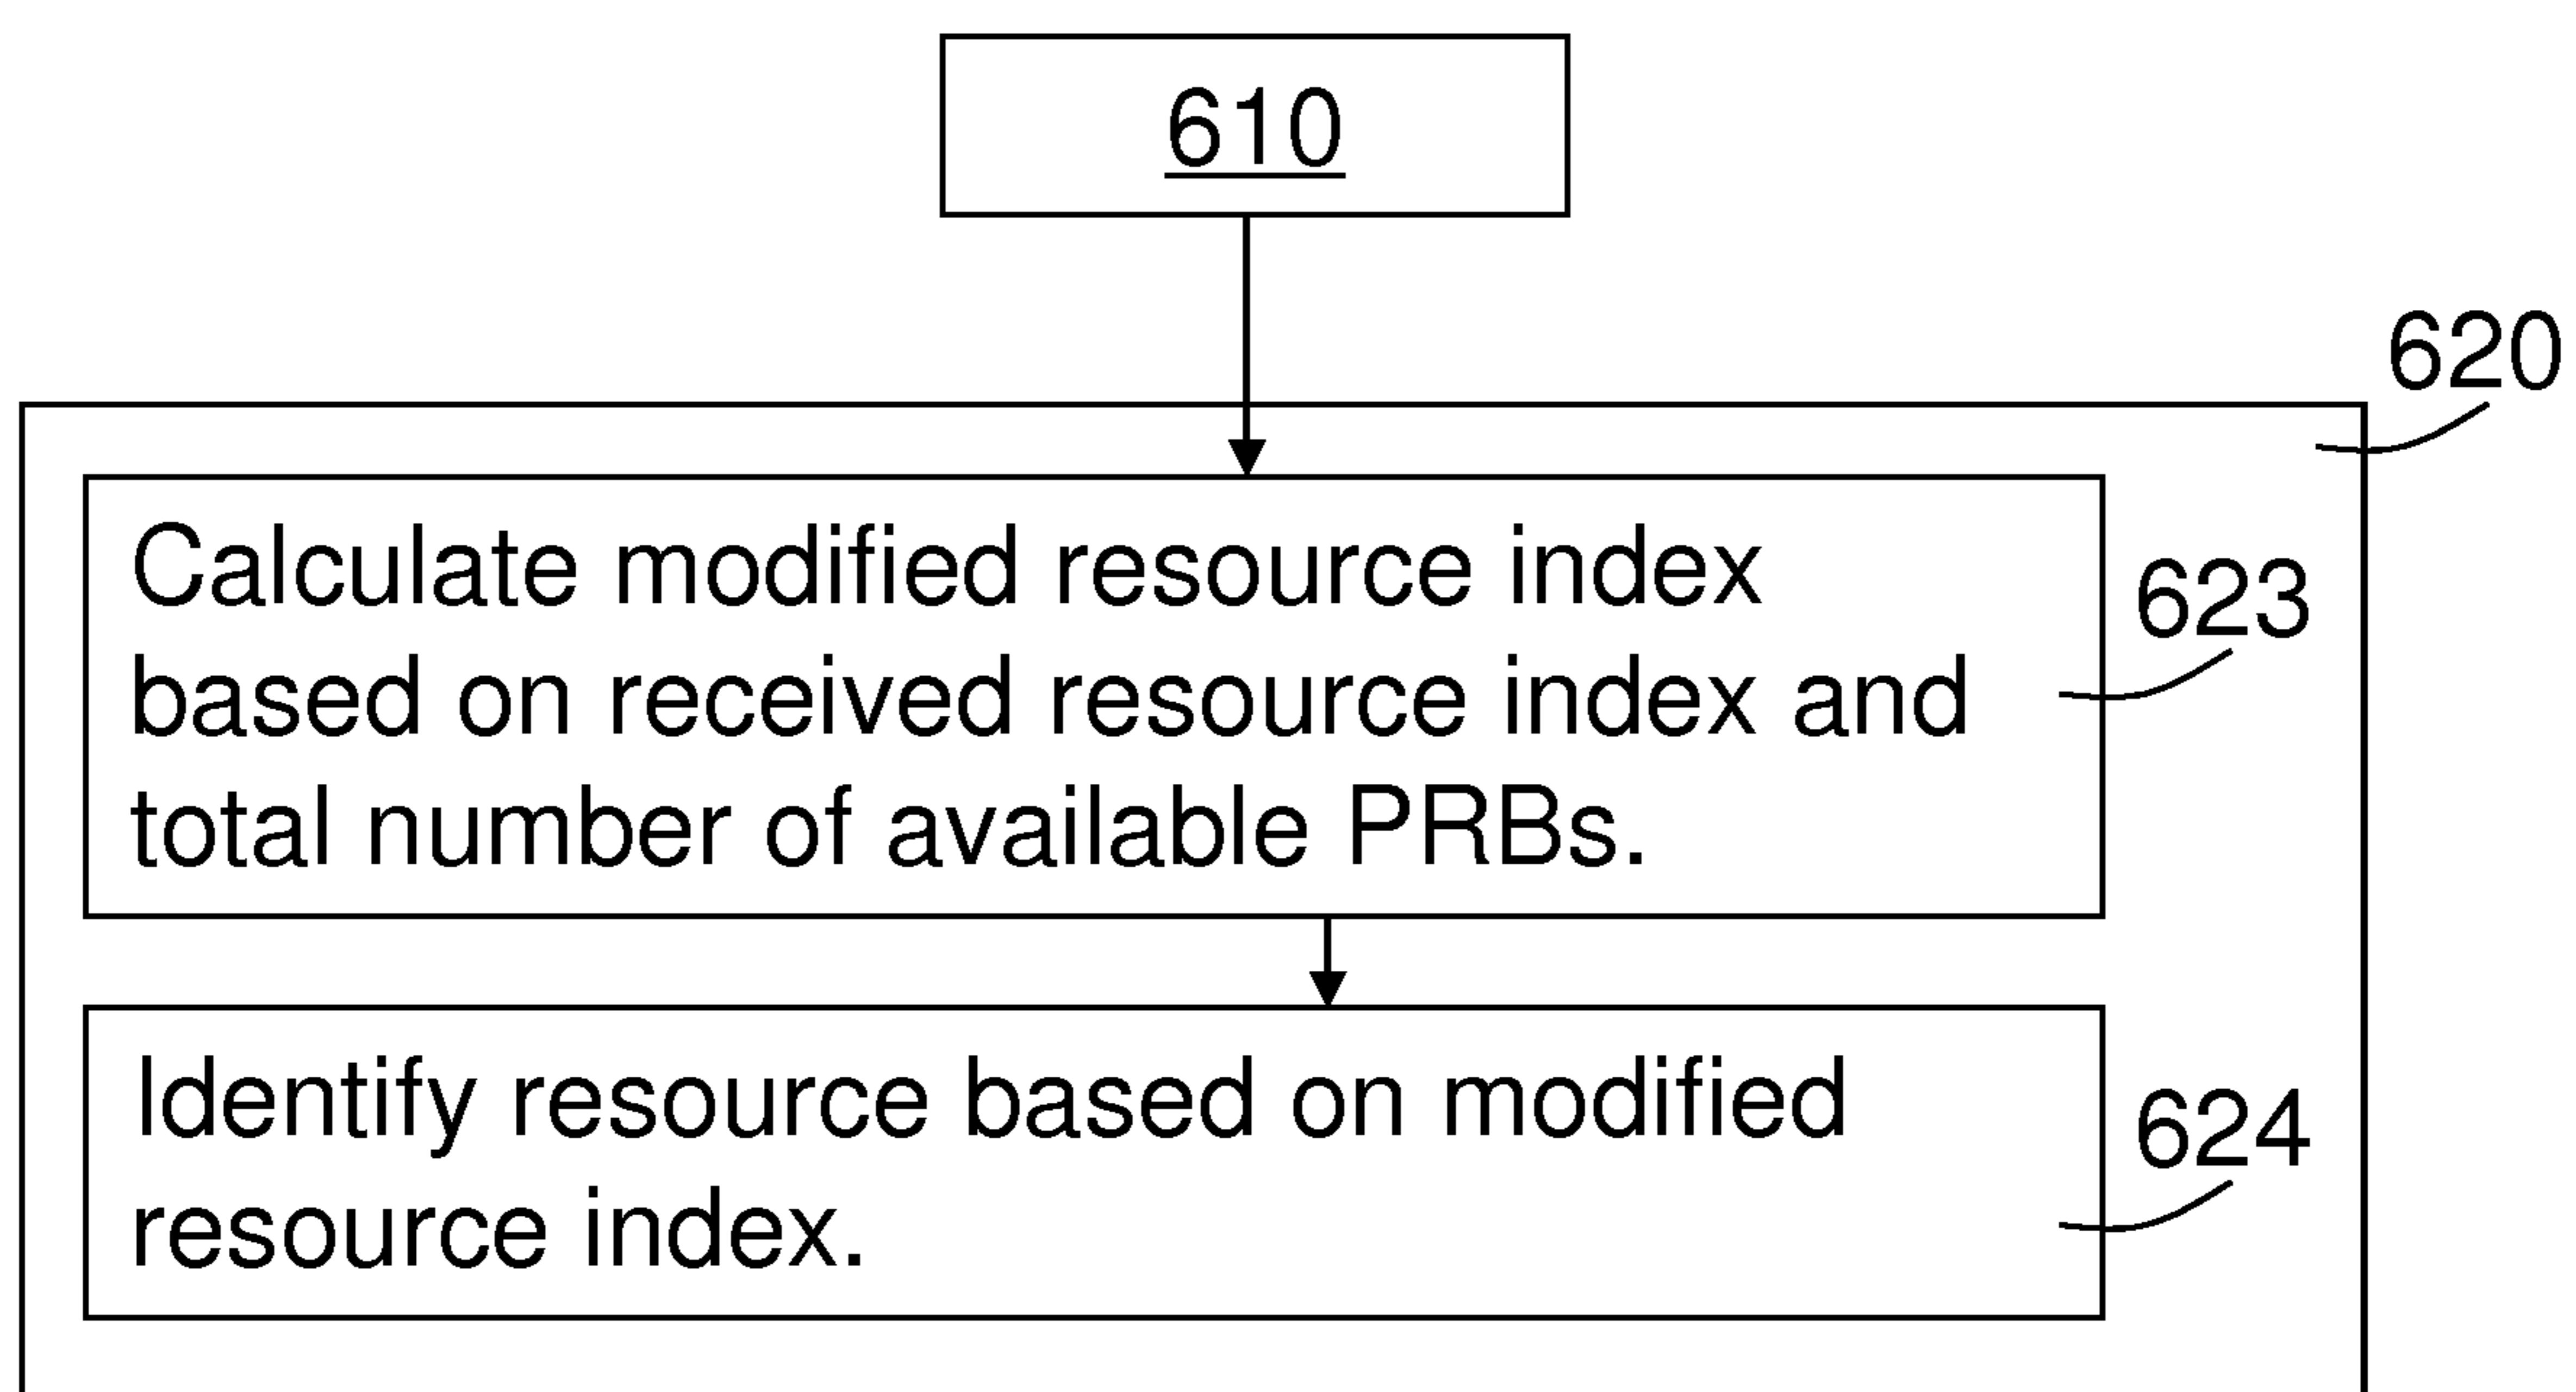 610
620
Calculate modified resource index
based on received resource index and
total number of available PRBs.
623
Identify resource based on modified
resource index.
624